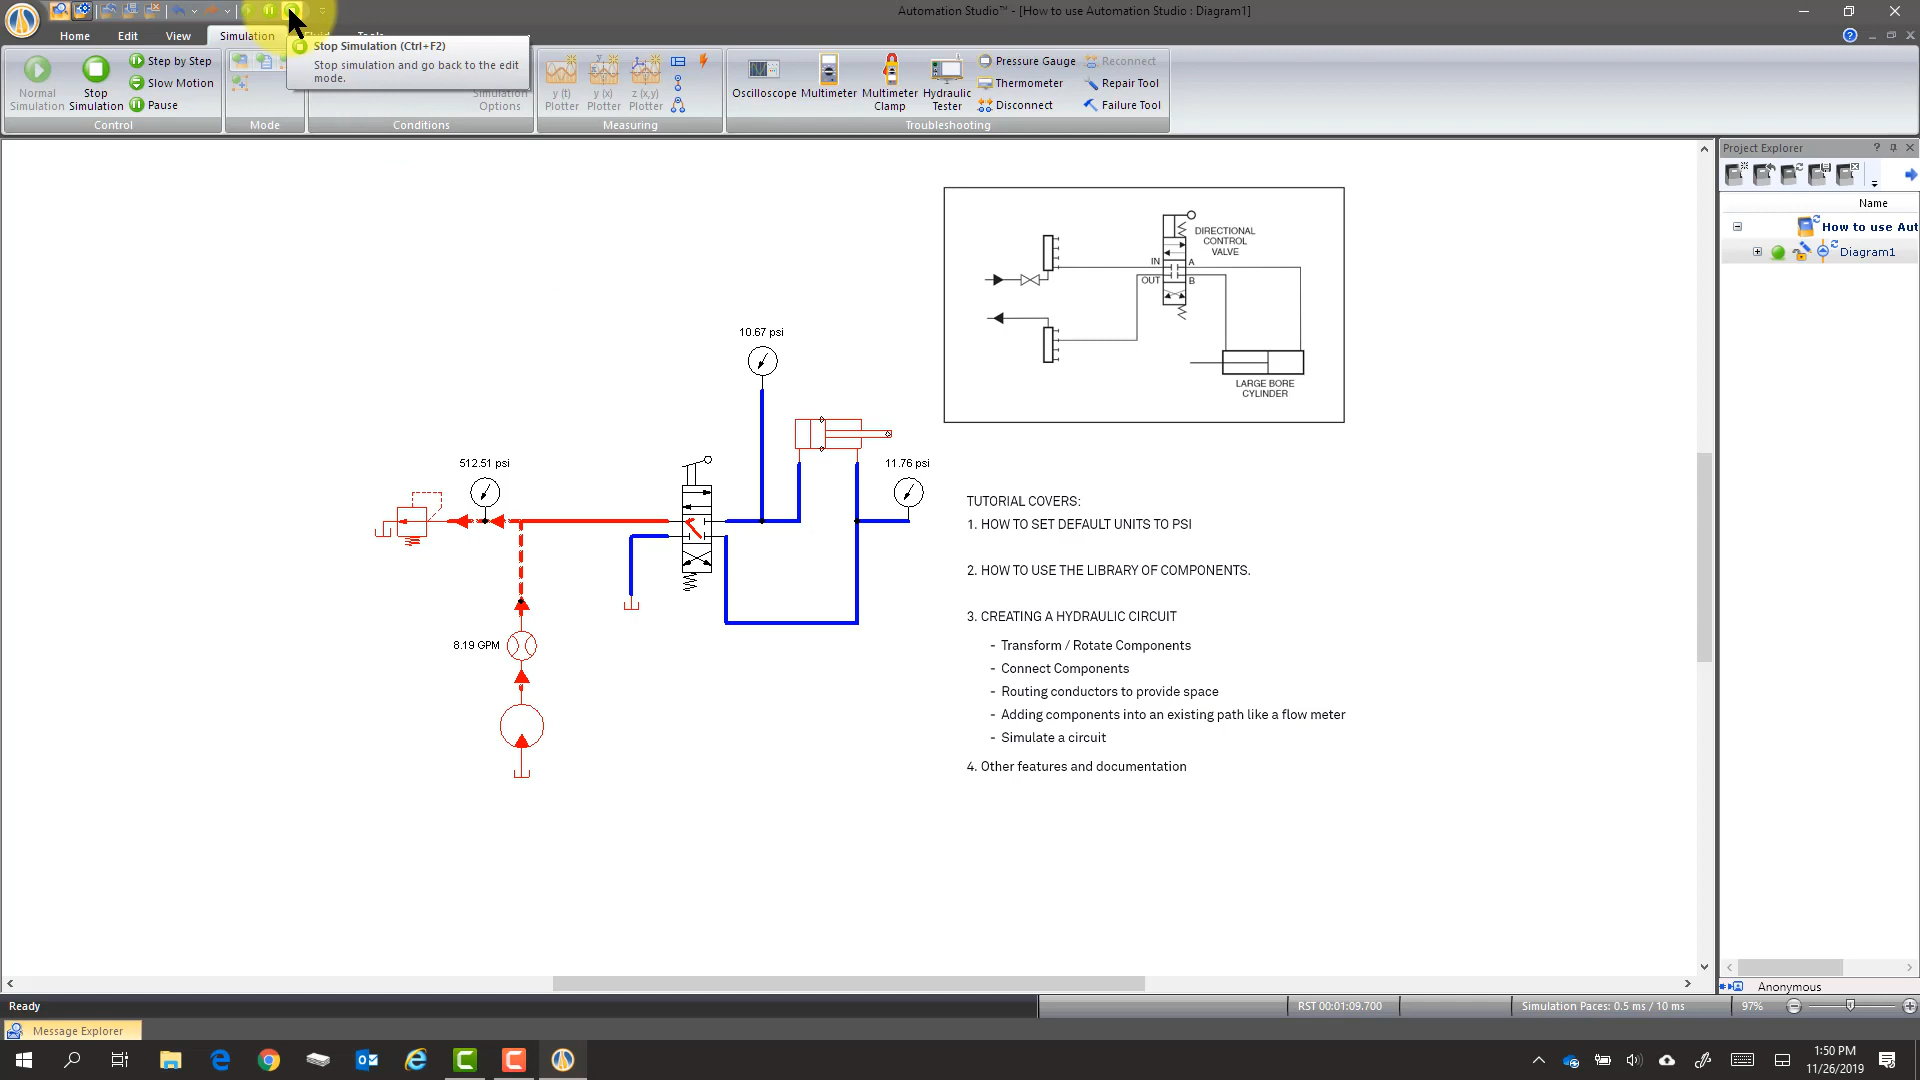 Automation Studio™ - [How to use Automation Studio : Diagram1]
Home
Edit
View
Simulation
Fluid
Tools
Stop Simulation (Ctrl+F2)
Stop simulation and go back to the edit
mode.
Normal
Simulation
Stop
Simulation
Step by Step
Slow Motion
Pause
Control
Mode
Simulation
Options
Conditions
y (t)
Plotter
y (x)
Plotter
z (x,y)
Plotter
Measuring
Oscilloscope
Multimeter
Multimeter
Clamp
Hydraulic
Tester
Pressure Gauge
Thermometer
Disconnect
Reconnect
Repair Tool
Failure Tool
Troubleshooting
Project Explorer
Name
How to use Aut
Diagram1
DIRECTIONAL
CONTROL
VALVE
IN
A
OUT
B
LARGE BORE
CYLINDER
10.67 psi
512.51 psi
11.76 psi
8.19 GPM
TUTORIAL COVERS:
1. HOW TO SET DEFAULT UNITS TO PSI
2. HOW TO USE THE LIBRARY OF COMPONENTS.
3. CREATING A HYDRAULIC CIRCUIT
- Transform / Rotate Components
- Connect Components
- Routing conductors to provide space
- Adding components into an existing path like a flow meter
- Simulate a circuit
4. Other features and documentation
Anonymous
Ready
RST 00:01:09.700
Simulation Paces: 0.5 ms / 10 ms
97%
Message Explorer
1:50 PM
11/26/2019